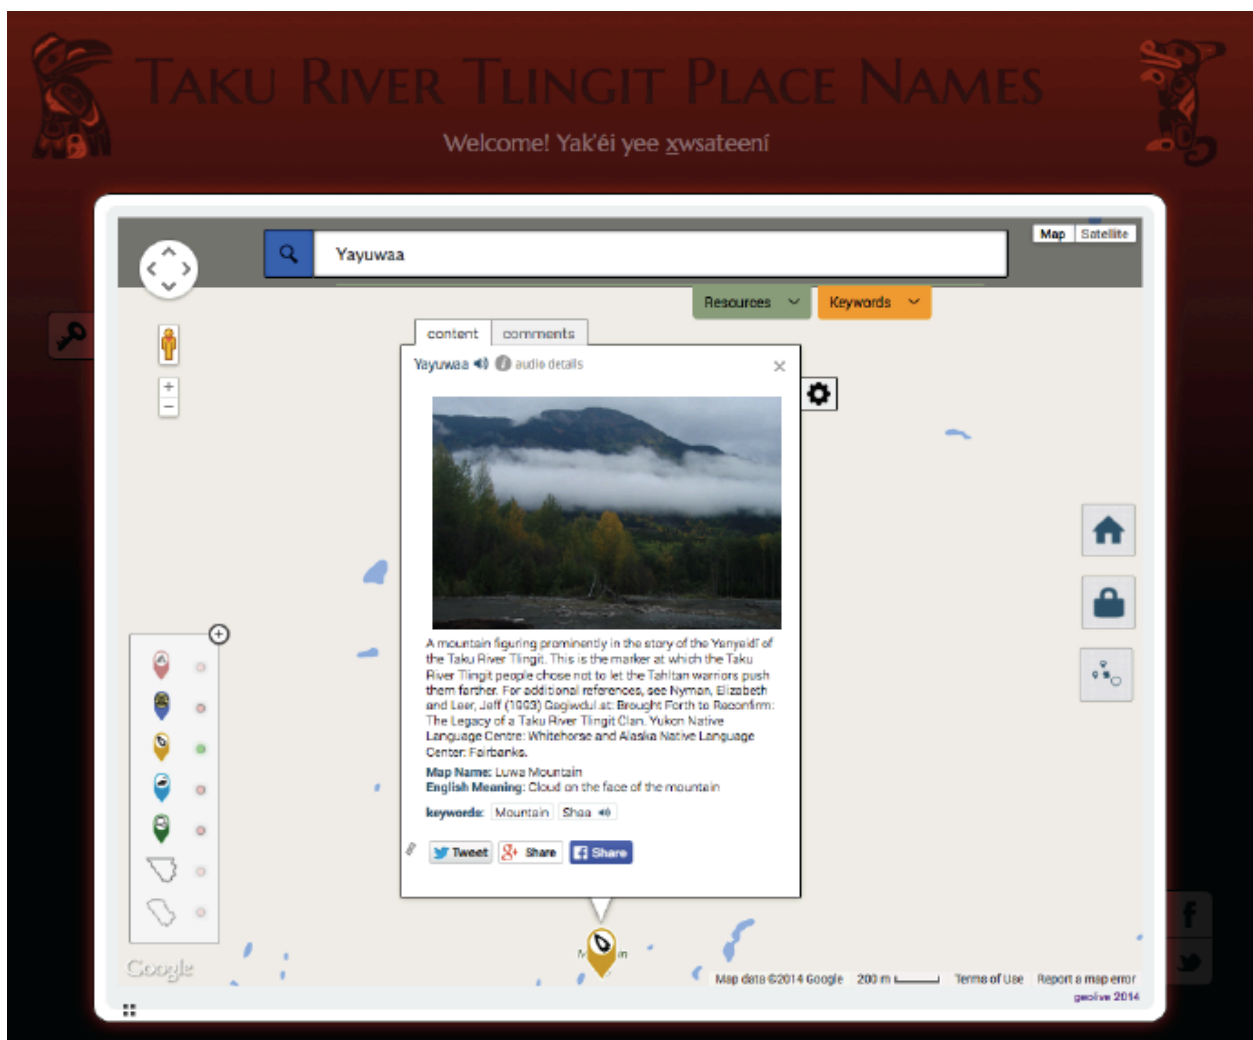 TAKU RIVER TLINGIT PLACE NAMES
Welcome! Yak'éi yee x̲wsateení
Map Satellite
Yayuwaa
Resources Keywords
content comments
Yayuwaa audio details
A mountain figuring prominently in the story of the Yanyeidí of
the Taku River Tlingit. This is the marker at which the Taku
River Tlingit people chose not to let the Tahltan warriors push
them farther. For additional references, see Nyman, Elizabeth
and Leer, Jeff (1993) Gagiwdul.at: Brought Forth to Reconfirm:
The Legacy of a Taku River Tlingit Clan. Yukon Native
Language Centre: Whitehorse and Alaska Native Language
Center: Fairbanks.
Map Name: Luwa Mountain
English Meaning: Cloud on the face of the mountain
keywords: Mountain Shaa
Tweet g+ Share f Share
Google
Map data ©2014 Google 200 m Terms of Use Report a map error
geolive 2014